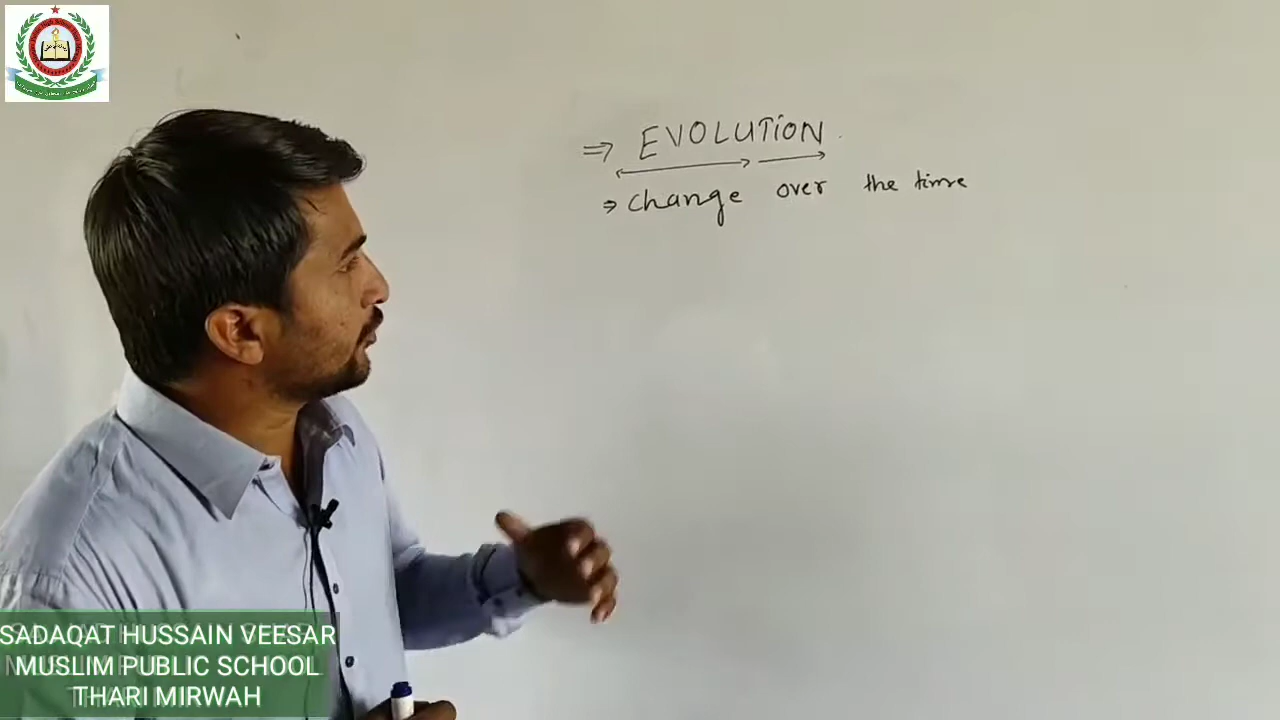 ⇒ EVOLUTION
⇒ change over the time
SADAQAT HUSSAIN VEESAR
MUSLIM PUBLIC SCHOOL
THARI MIRWAH